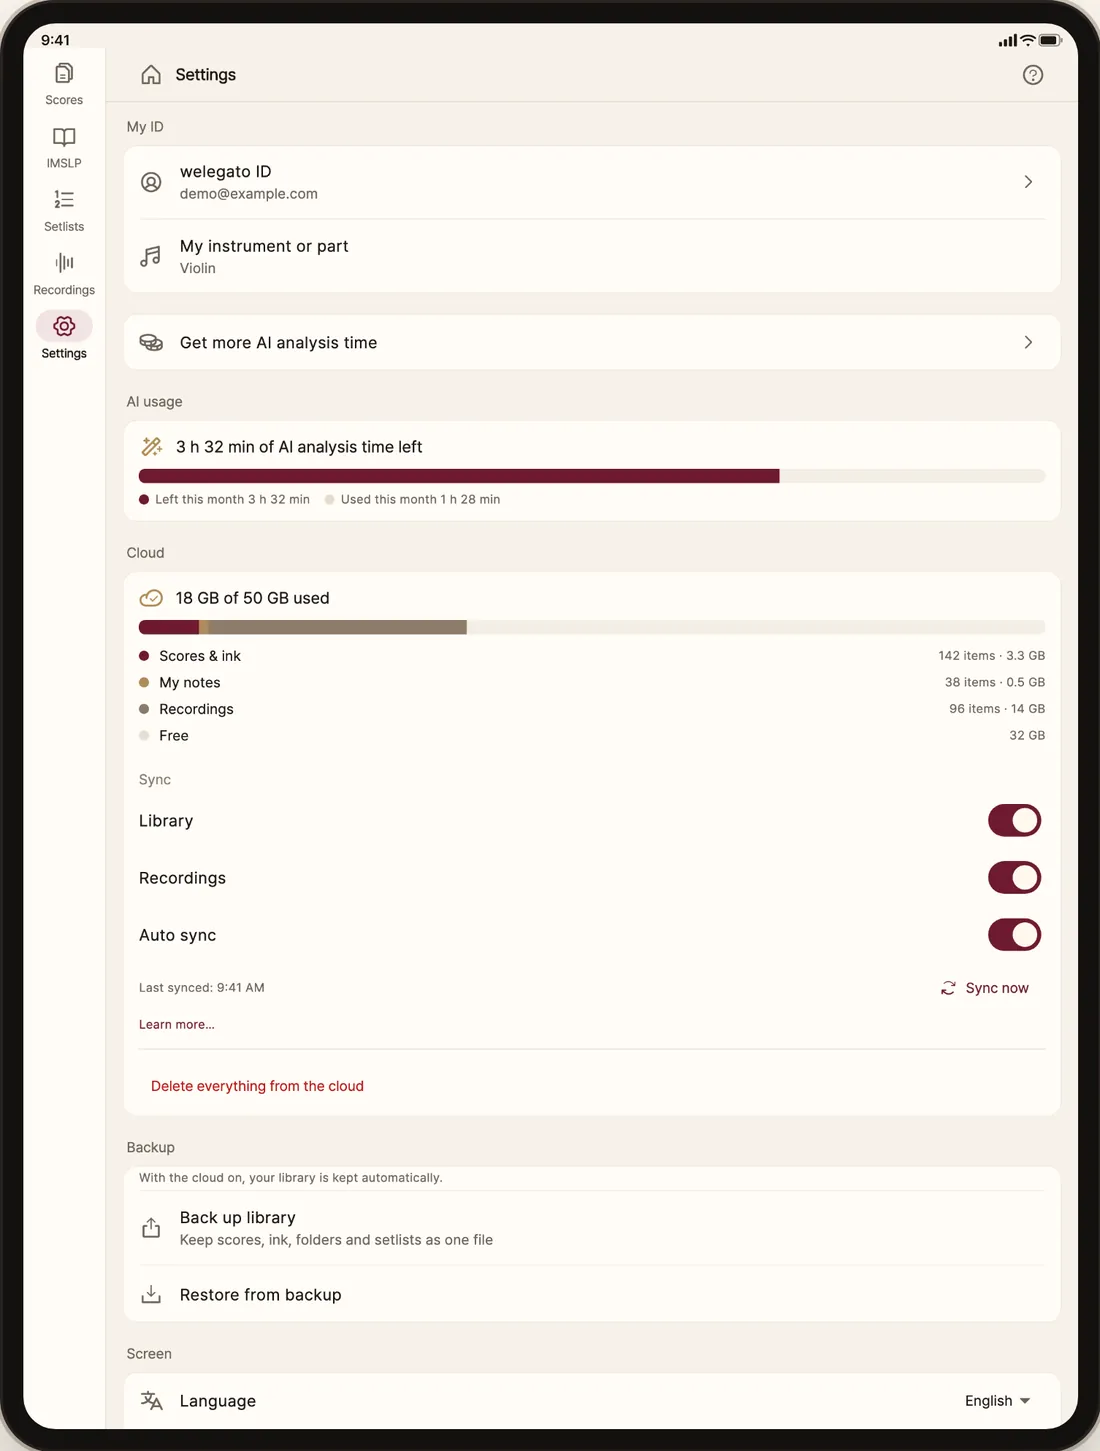 9:41
Scores
IMSLP
1
2
Setlists
Recordings
Settings
Settings
?
My ID
welegato ID
demo@example.com
My instrument or part
Violin
Get more AI analysis time
AI usage
3 h 32 min of AI analysis time left
Left this month 3 h 32 min Used this month 1 h 28 min
Cloud
18 GB of 50 GB used
Scores & ink 142 items · 3.3 GB
My notes 38 items · 0.5 GB
Recordings 96 items · 14 GB
Free 32 GB
Sync
Library
Recordings
Auto sync
Last synced: 9:41 AM Sync now
Learn more...
Delete everything from the cloud
Backup
With the cloud on, your library is kept automatically.
Back up library
Keep scores, ink, folders and setlists as one file
Restore from backup
Screen
文A Language English